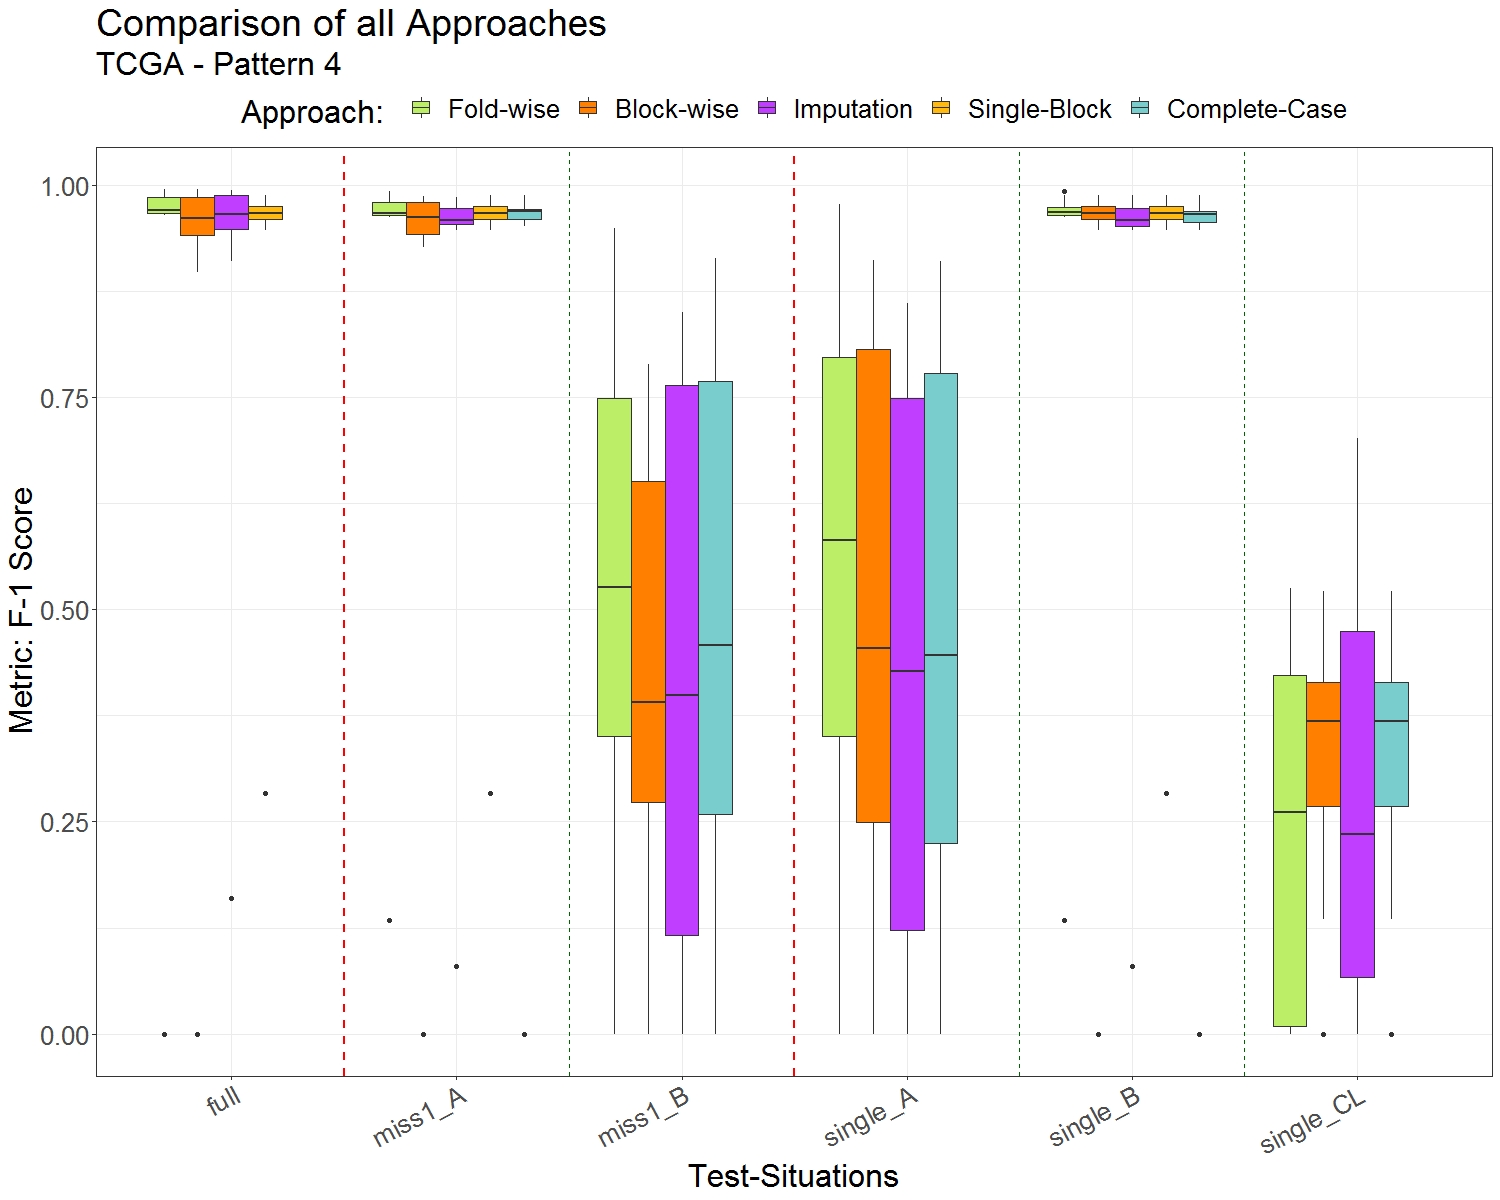 Comparison of all Approaches
TCGA - Pattern 4
Approach: Fold-wise Block-wise Imputation Single-Block Complete-Case
Metric: F-1 Score
1.00
0.75
0.50
0.25
0.00
full miss1_A miss1_B single_A single_B single_CL
Test-Situations